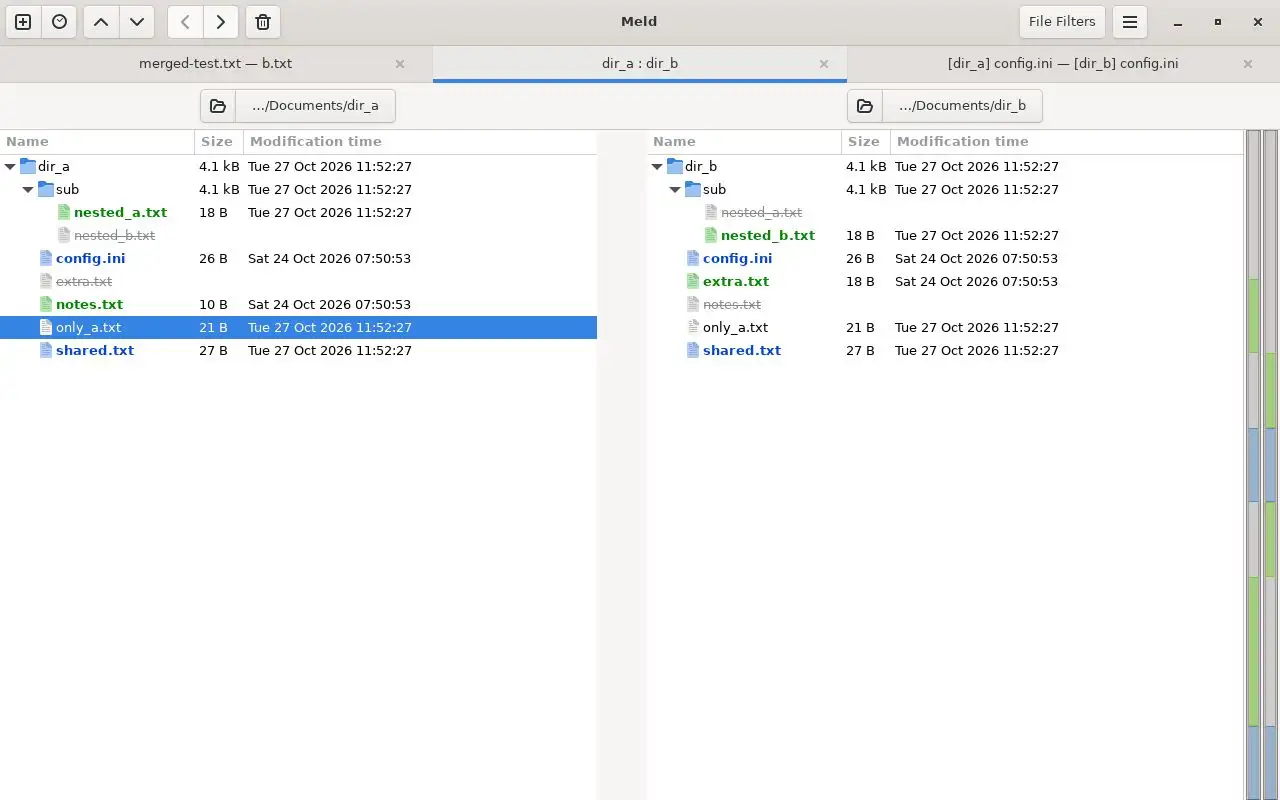 Meld
File Filters
merged-test.txt — b.txt
dir_a : dir_b
[dir_a] config.ini — [dir_b] config.ini
.../Documents/dir_a
.../Documents/dir_b
Name Size Modification time
dir_a 4.1 kB Tue 27 Oct 2026 11:52:27
sub 4.1 kB Tue 27 Oct 2026 11:52:27
nested_a.txt 18 B Tue 27 Oct 2026 11:52:27
nested_b.txt
config.ini 26 B Sat 24 Oct 2026 07:50:53
extra.txt
notes.txt 10 B Sat 24 Oct 2026 07:50:53
only_a.txt 21 B Tue 27 Oct 2026 11:52:27
shared.txt 27 B Tue 27 Oct 2026 11:52:27
Name Size Modification time
dir_b 4.1 kB Tue 27 Oct 2026 11:52:27
sub 4.1 kB Tue 27 Oct 2026 11:52:27
nested_a.txt
nested_b.txt 18 B Tue 27 Oct 2026 11:52:27
config.ini 26 B Sat 24 Oct 2026 07:50:53
extra.txt 18 B Sat 24 Oct 2026 07:50:53
notes.txt
only_a.txt 21 B Tue 27 Oct 2026 11:52:27
shared.txt 27 B Tue 27 Oct 2026 11:52:27